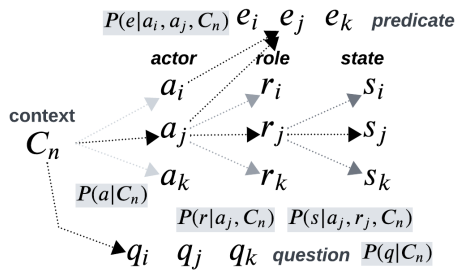 P(e|a_i, a_j, C_n) e_i e_j e_k predicate
actor role state
a_i r_i s_i
context
C_n a_j r_j s_j
a_k r_k s_k
P(a|C_n)
P(r|a_j, C_n) P(s|a_j, r_j, C_n)
q_i q_j q_k question P(q|C_n)